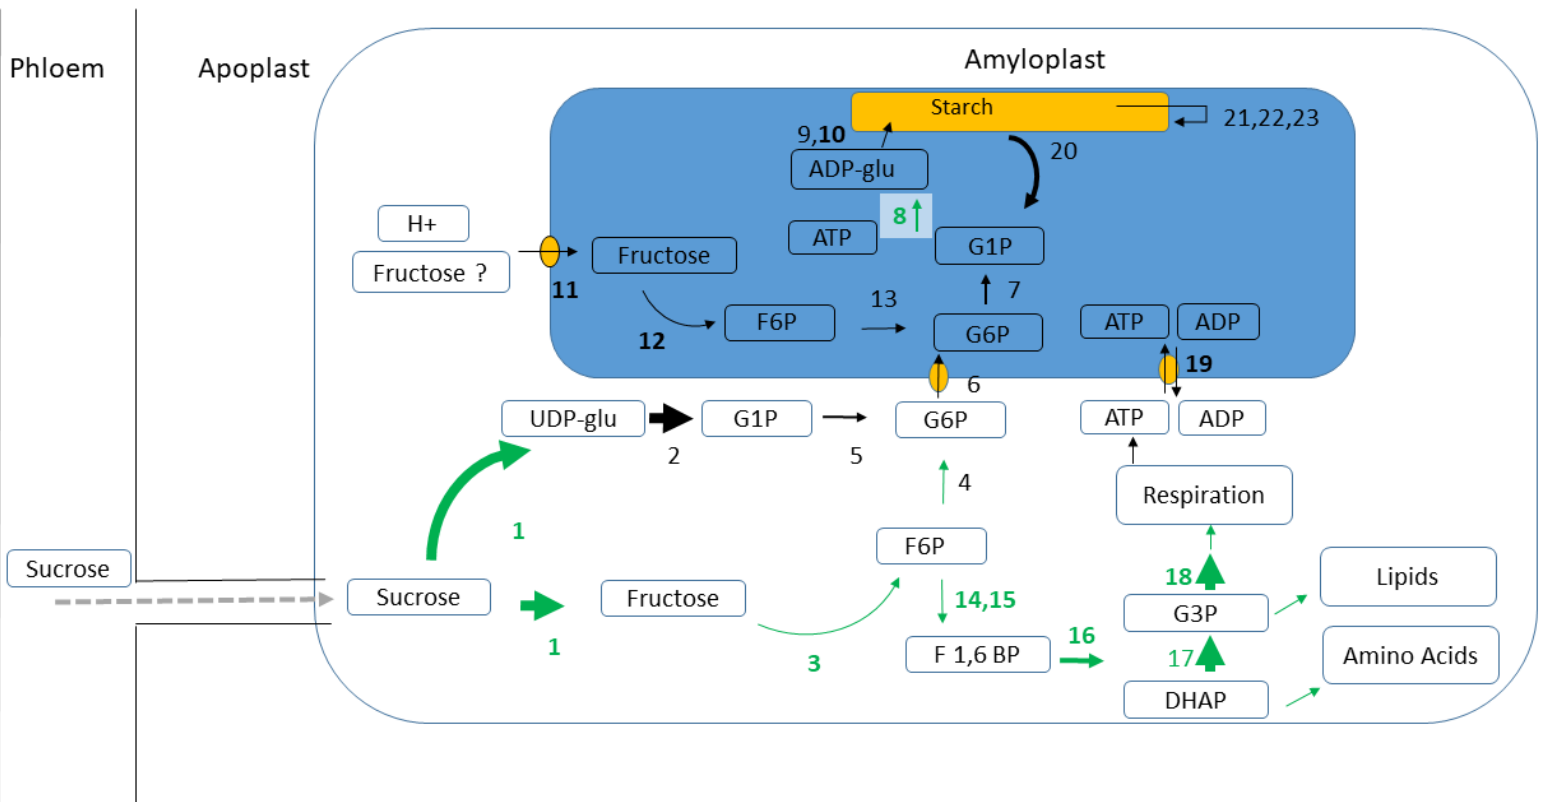 Amyloplast
Phloem
Apoplast
Starch
21,22,23
9,10
20
ADP-glu
8
H+
ATP
G1P
Fructose
Fructose ?
11
7
13
12
F6P
G6P
ATP
ADP
19
6
UDP-glu
G1P
G6P
ATP
ADP
2
5
4
Respiration
1
F6P
Sucrose
Sucrose
1
Fructose
3
14,15
18
Lipids
G3P
16
F 1,6 BP
17
Amino Acids
DHAP